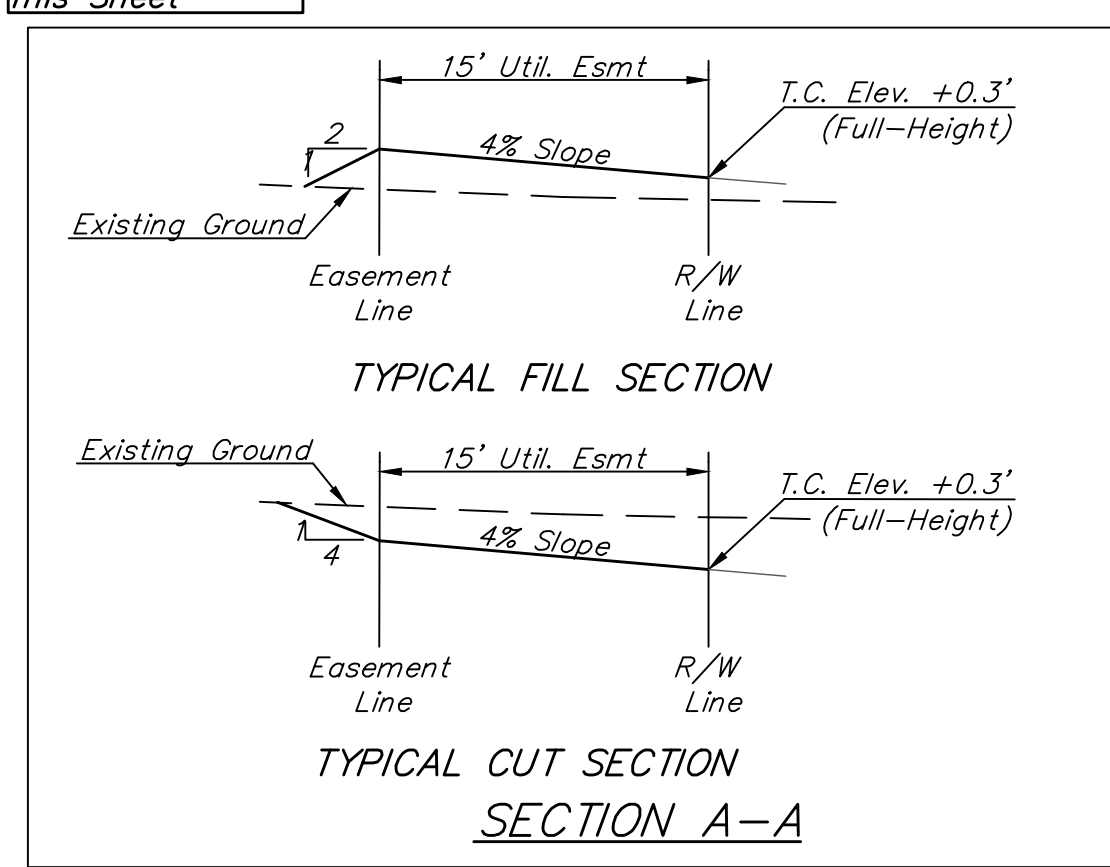 This Sheet
15' Util. Esmt
T.C. Elev. +0.3'
(Full-Height)
2
1
4% Slope
Existing Ground
Easement
Line
R/W
Line
TYPICAL FILL SECTION
Existing Ground
15' Util. Esmt
T.C. Elev. +0.3'
(Full-Height)
1
4
4% Slope
Easement
Line
R/W
Line
TYPICAL CUT SECTION
SECTION A-A